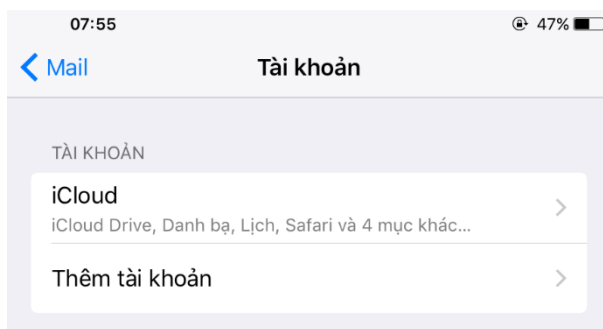 07:55 47%
Mail Tài khoản
TÀI KHOẢN
iCloud
iCloud Drive, Danh bạ, Lịch, Safari và 4 mục khác...
Thêm tài khoản